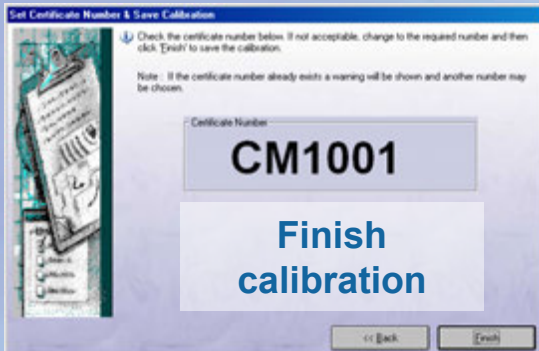 Set Certificate Number & Save Calibration
Check the certificate number below. If not acceptable, change to the required number and then
click 'Finish' to save the calibration.
Note : If the certificate number already exists a warning will be shown and another number may
be chosen.
Certificate Number
CM1001
Finish
calibration
<< Back
Finish